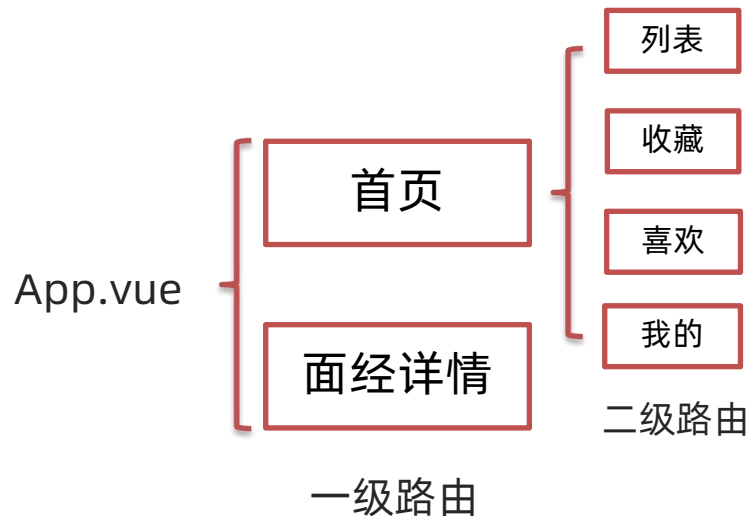 列表
收藏
首页
喜欢
App.vue
我的
面经详情
二级路由
一级路由